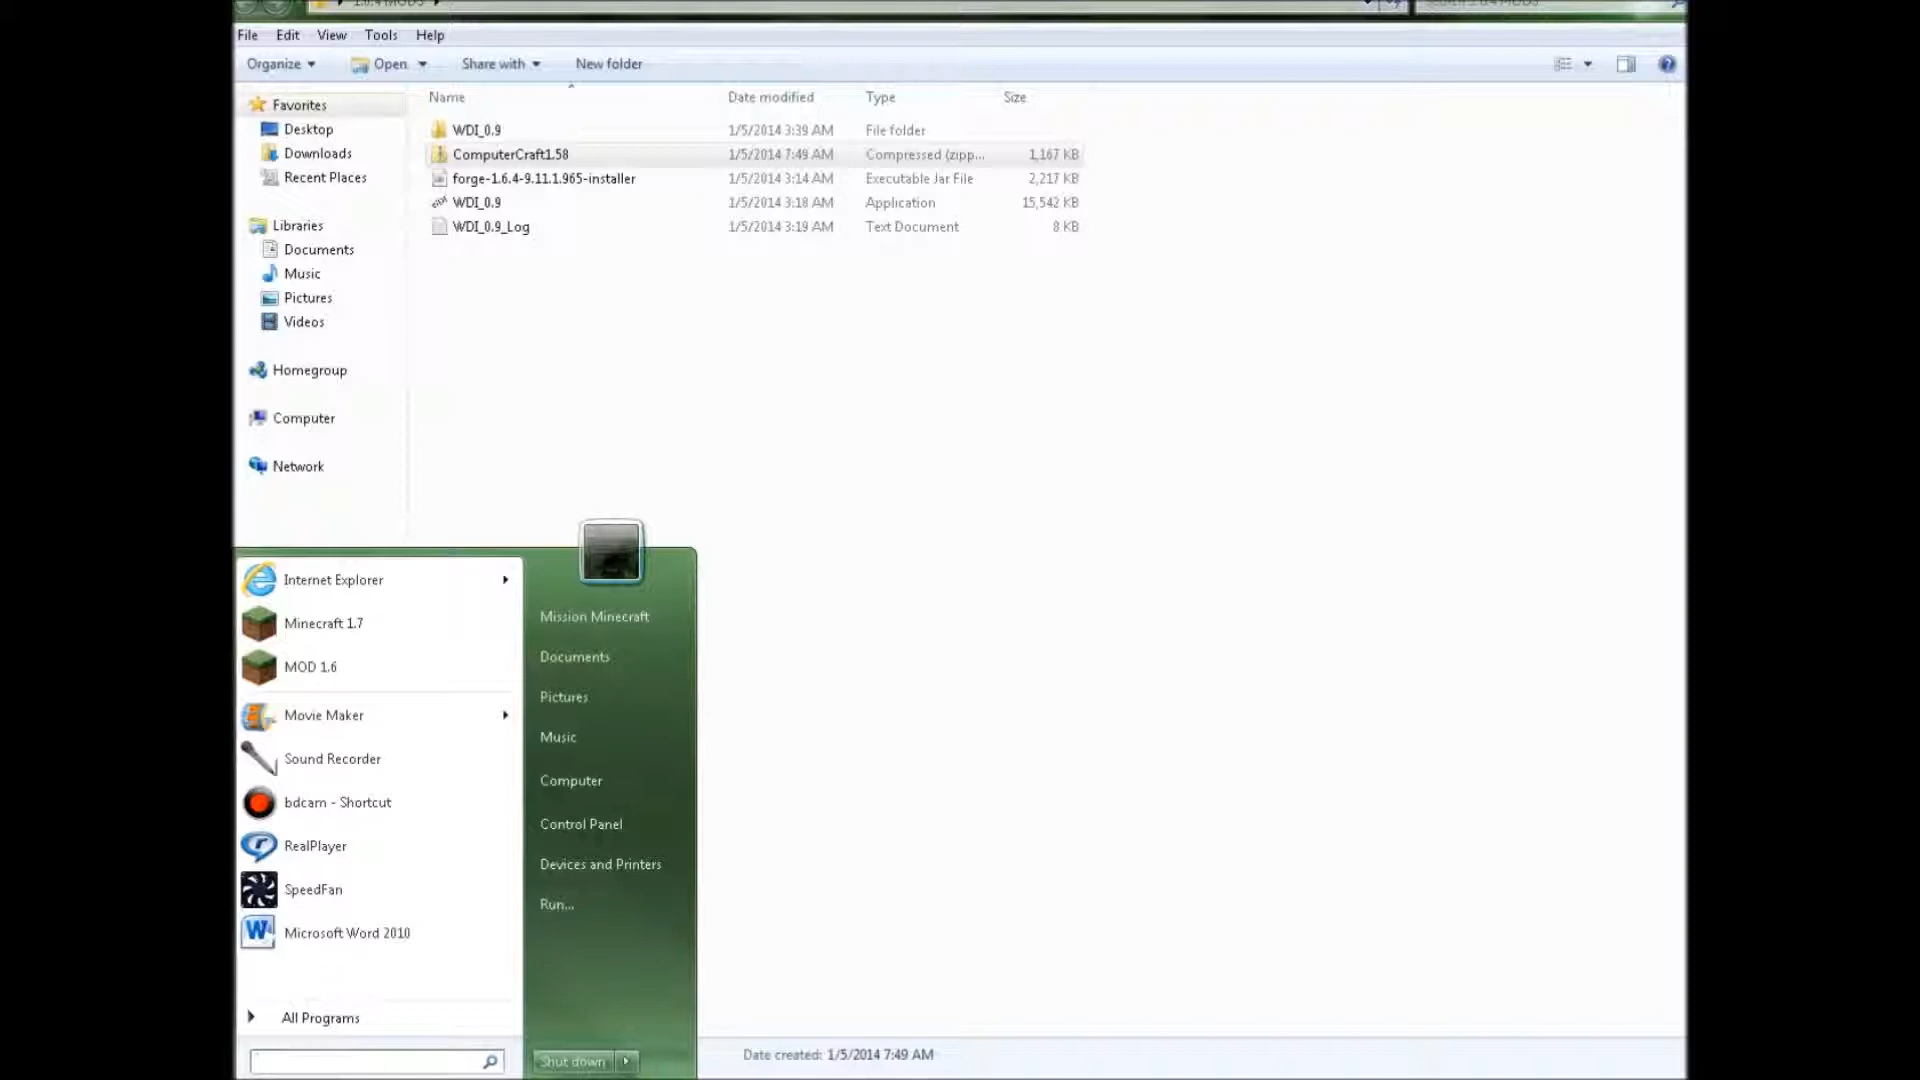 1.6.4 MODS
File Edit View Tools Help
Organize Open Share with New folder
Name Date modified Type Size
Favorites
Desktop
Downloads
Recent Places
Libraries
Documents
Music
Pictures
Videos
Homegroup
Computer
Network
WDI_0.9 1/5/2014 3:39 AM File folder
ComputerCraft1.58 1/5/2014 7:49 AM Compressed (zipp... 1,167 KB
forge-1.6.4-9.11.1.965-installer 1/5/2014 3:14 AM Executable Jar File 2,217 KB
WDI_0.9 1/5/2014 3:18 AM Application 15,542 KB
WDI_0.9_Log 1/5/2014 3:19 AM Text Document 8 KB
Internet Explorer
Minecraft 1.7
MOD 1.6
Movie Maker
Sound Recorder
bdcam - Shortcut
RealPlayer
SpeedFan
Microsoft Word 2010
All Programs
Mission Minecraft
Documents
Pictures
Music
Computer
Control Panel
Devices and Printers
Run...
Shut down
Date created: 1/5/2014 7:49 AM